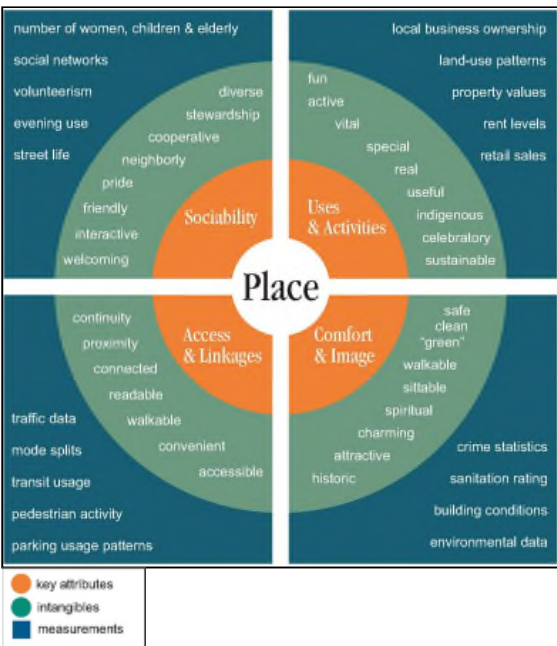 number of women, children & elderly
social networks
volunteerism
evening use
street life
diverse
stewardship
cooperative
neighborly
pride
friendly
interactive
welcoming
Sociability
local business ownership
land-use patterns
property values
rent levels
retail sales
fun
active
vital
special
real
useful
indigenous
celebratory
sustainable
Uses
& Activities
Place
continuity
proximity
connected
readable
walkable
convenient
accessible
Access
& Linkages
traffic data
mode splits
transit usage
pedestrian activity
parking usage patterns
Comfort
& Image
safe
clean
"green"
walkable
sittable
spiritual
charming
attractive
historic
crime statistics
sanitation rating
building conditions
environmental data
key attributes
intangibles
measurements